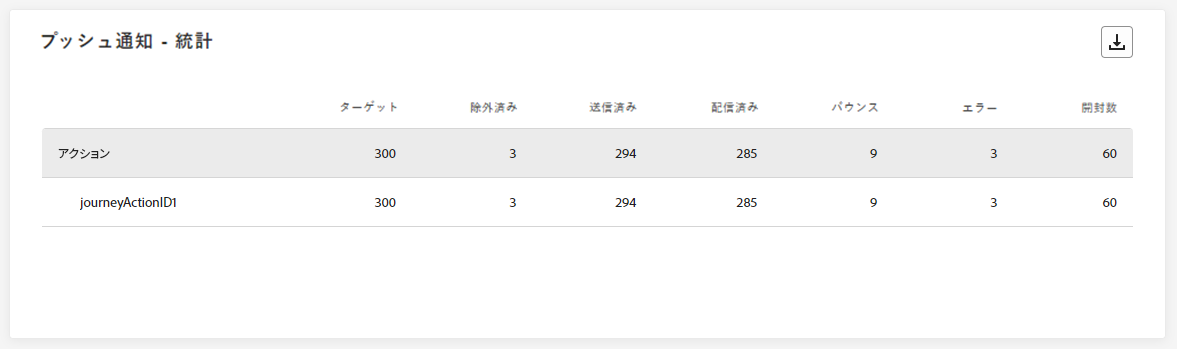 プッシュ通知 - 統計
ターゲット 除外済み 送信済み 配信済み バウンス エラー 開封数
アクション 300 3 294 285 9 3 60
journeyActionID1 300 3 294 285 9 3 60